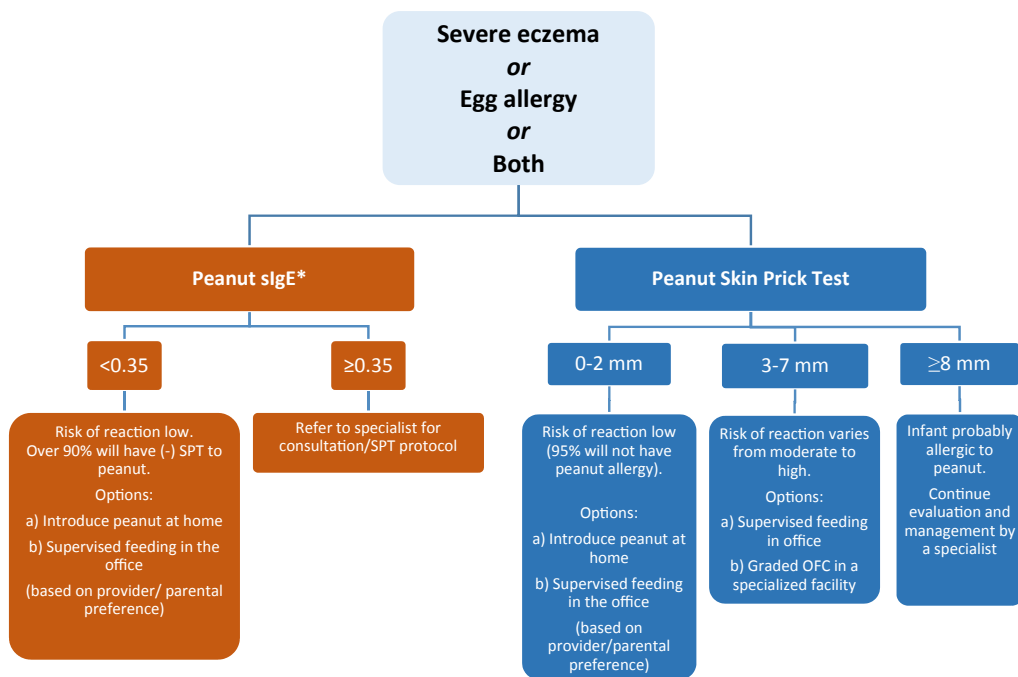 Severe eczema
or
Egg allergy
or
Both
Peanut sIgE*
Peanut Skin Prick Test
<0.35
≥0.35
0-2 mm
3-7 mm
≥8 mm
Risk of reaction low.
Over 90% will have (-) SPT to
peanut.
Options:
a) Introduce peanut at home
b) Supervised feeding in the
office
(based on provider/ parental
preference)
Refer to specialist for
consultation/SPT protocol
Risk of reaction low
(95% will not have
peanut allergy).
Options:
a) Introduce peanut at
home
b) Supervised feeding
in the office
(based on
provider/parental
preference)
Risk of reaction varies
from moderate to
high.
Options:
a) Supervised feeding
in office
b) Graded OFC in a
specialized facility
Infant probably
allergic to
peanut.
Continue
evaluation and
management by
a specialist